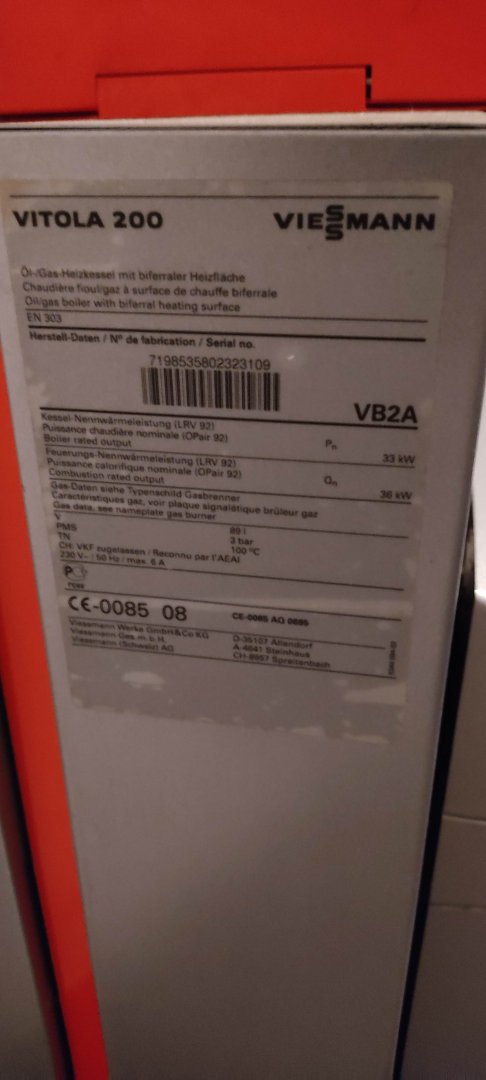 VITOLA 200
VIESSMANN
Öl-/Gas-Heizkessel mit biferraler Heizfläche
Chaudière fioul/gaz à surface de chauffe biferrale
Oil/gas boiler with biferral heating surface
EN 303
Herstell-Daten / N° de fabrication / Serial no.
7198535802323109
VB2A
Kessel-Nennwärmeleistung (LRV 92)
Puissance chaudière nominale (OPair 92)
Boiler rated output
Pn 33 kW
Feuerungs-Nennwärmeleistung (LRV 92)
Puissance calorifique nominale (OPair 92)
Combustion rated output
Qn 36 kW
Gas-Daten siehe Typenschild Gasbrenner
Caractéristiques gaz, voir plaque signalétique brûleur gaz
Gas data, see nameplate gas burner
V 89 l
PMS 3 bar
TN 100 °C
CH: VKF zugelassen / Reconnu par l'AEAI
230 V~ / 50 Hz / max. 6 A
CE-0085 08
CE-0085 AQ 0695
Viessmann Werke GmbH&Co KG D-35107 Allendorf
Viessmann Ges.m.b.H. A-4641 Steinhaus
Viessmann (Schweiz) AG CH-8957 Spreitenbach